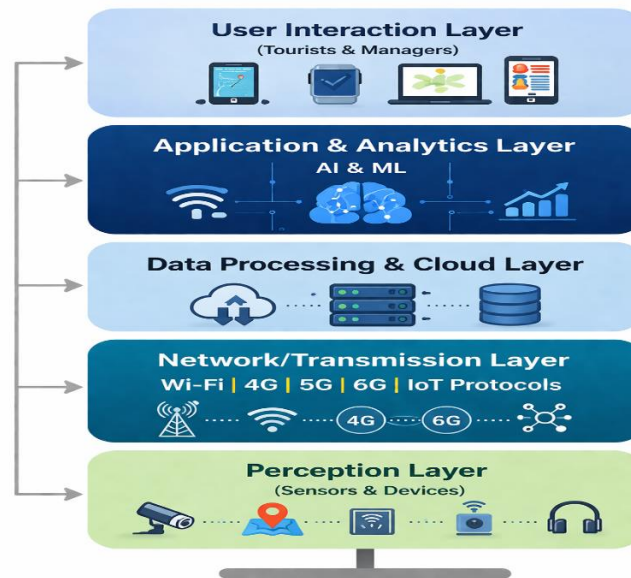 User Interaction Layer
(Tourists & Managers)
Application & Analytics Layer
AI & ML
Data Processing & Cloud Layer
Network/Transmission Layer
Wi-Fi | 4G | 5G | 6G | IoT Protocols
4G 6G
Perception Layer
(Sensors & Devices)